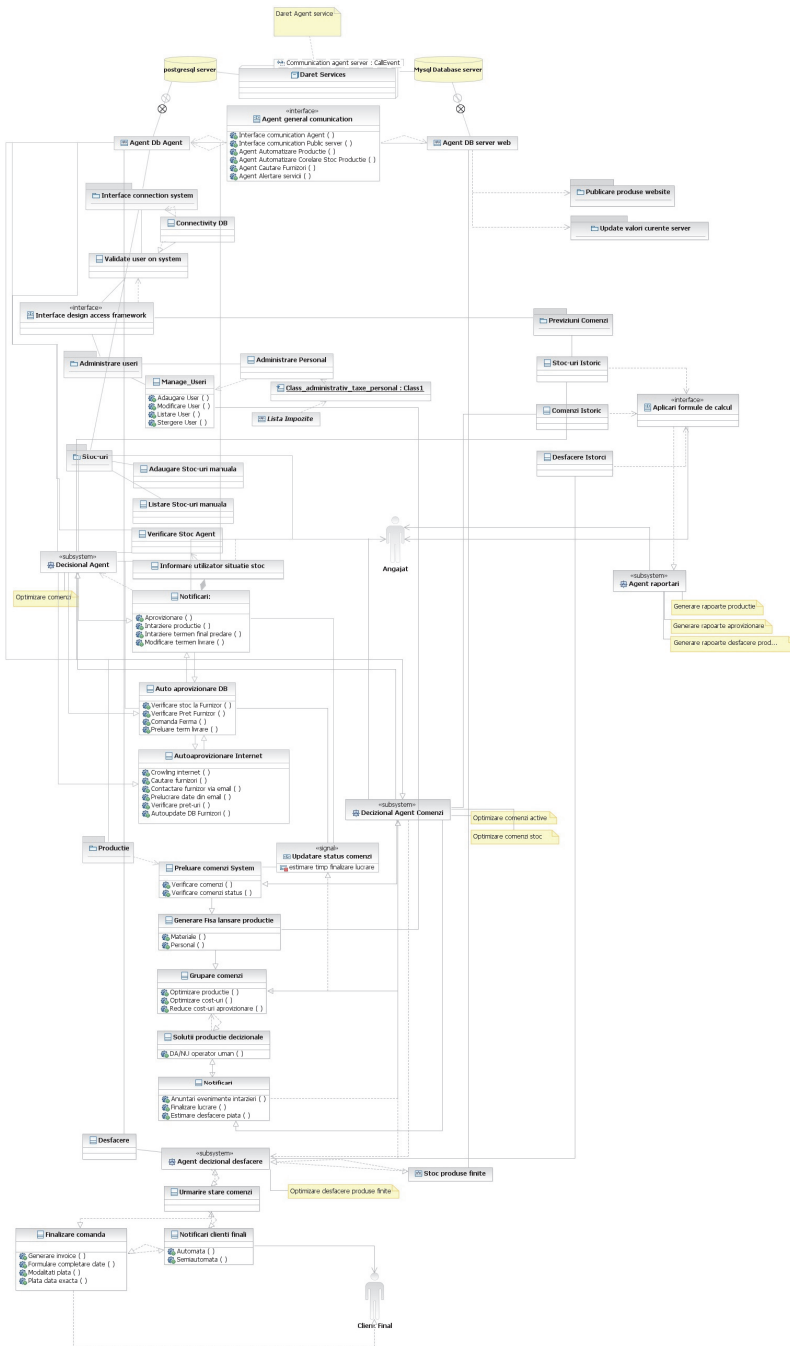 Daret Agent service
Communication agent server : CallEvent
postgresql server
Daret Services
Mysql Database server
«interface»
Agent general comunication
Interface comunication Agent ( )
Interface comunication Public server ( )
Agent Automatizare Productie ( )
Agent Automatizare Corelare Stoc Productie ( )
Agent Cautare Furnizori ( )
Agent Alertare servicii ( )
Agent Db Agent
Agent DB server web
Interface connection system
Publicare produse website
Connectivity DB
Update valori curente server
Validate user on system
«interface»
Interface design access framework
Previziuni Comenzi
Administrare useri
Administrare Personal
Stoc-uri Istoric
Manage_Useri
Adaugare User ( )
Modificare User ( )
Listare User ( )
Stergere User ( )
Class_administrativ_taxe_personal : Class1
Lista Impozite
Comenzi Istoric
«interface»
Aplicari formule de calcul
Stoc-uri
Adaugare Stoc-uri manuala
Desfacere Istorci
Listare Stoc-uri manuala
Verificare Stoc Agent
Angajat
«subsystem»
Decisional Agent
Informare utilizator situatie stoc
«subsystem»
Agent raportari
Optimizare comenzi
Notificari:
Aprovizionare ( )
Intarziere productie ( )
Intarziere termen final predare ( )
Modificare termen livrare ( )
Generare rapoarte productie
Generare rapoarte aprovizionare
Generare rapoarte desfacere prod...
Auto aprovizionare DB
Verificare stoc la Furnizor ( )
Verificare Pret Furnizor ( )
Comanda Ferma ( )
Preluare term livrare ( )
Autoaprovizionare Internet
Crowling internet ( )
Cautare furnizori ( )
Contactare furnizor via email ( )
Prelucrare date din email ( )
Verificare pret-uri ( )
Autoupdate DB Furnizori ( )
«subsystem»
Decizional Agent Comenzi
Optimizare comenzi active
Optimizare comenzi stoc
Productie
«signal»
Updatare status comenzi
estimare timp finalizare lucrare
Preluare comenzi System
Verificare comenzi ( )
Verificare comenzi status ( )
Generare Fisa lansare productie
Materiale ( )
Personal ( )
Grupare comenzi
Optimizare productie ( )
Optimizare cost-uri ( )
Reduce cost-uri aprovizionare ( )
Solutii productie decizionale
DA/NU operator uman ( )
Notificari
Anuntari evenimente intarzieri ( )
Finalizare lucrare ( )
Estimare desfacere piata ( )
Desfacere
«subsystem»
Agent decizional desfacere
Stoc produse finite
Urmarire stare comenzi
Optimizare desfacere produse finite
Finalizare comanda
Generare invoice ( )
Formulare completare date ( )
Modalitati plata ( )
Plata data exacta ( )
Notificari clienti finali
Automata ( )
Semiautomata ( )
Client Final